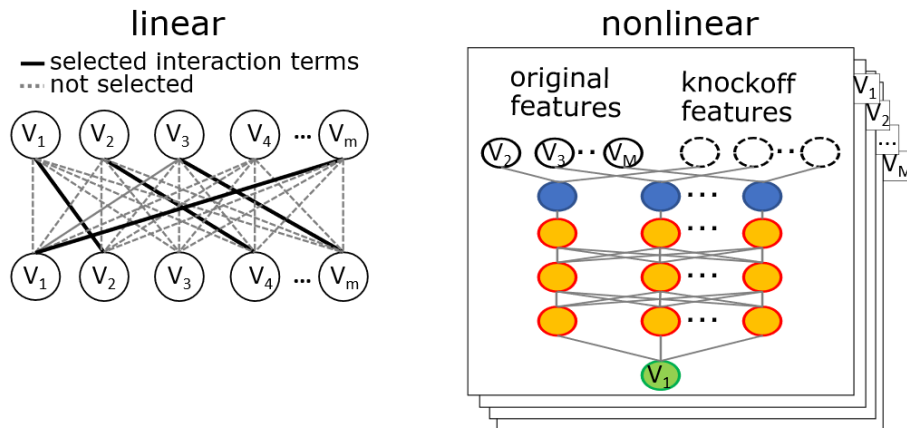 linear
selected interaction terms
not selected
V1 V2 V3 V4 ... Vm
V1 V2 V3 V4 ... Vm
nonlinear
original
features
knockoff
features
V2 V3 .. VM ..
...
...
...
...
V1
V1
V2
...
VM